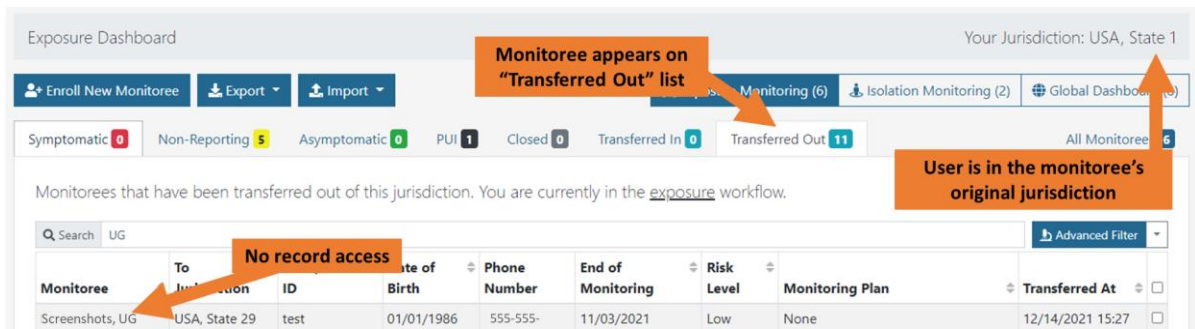 Exposure Dashboard
Your Jurisdiction: USA, State 1
Monitoree appears on
"Transferred Out" list
Enroll New Monitoree
Export
Import
Monitoring (6)
Isolation Monitoring (2)
Global
Symptomatic 0
Non-Reporting 5
Asymptomatic 0
PUI 1
Closed 0
Transferred In 0
Transferred Out 11
All
6
User is in the monitoree's
original jurisdiction
Monitorees that have been transferred out of this jurisdiction. You are currently in the exposure workflow.
Search UG
Advanced Filter
No record access
Monitoree
To
ID
Birth
Phone
Number
End of
Monitoring
Risk
Level
Monitoring Plan
Transferred At
Screenshots, UG
USA, State 29
test
01/01/1986
555-555-
11/03/2021
Low
None
12/14/2021 15:27